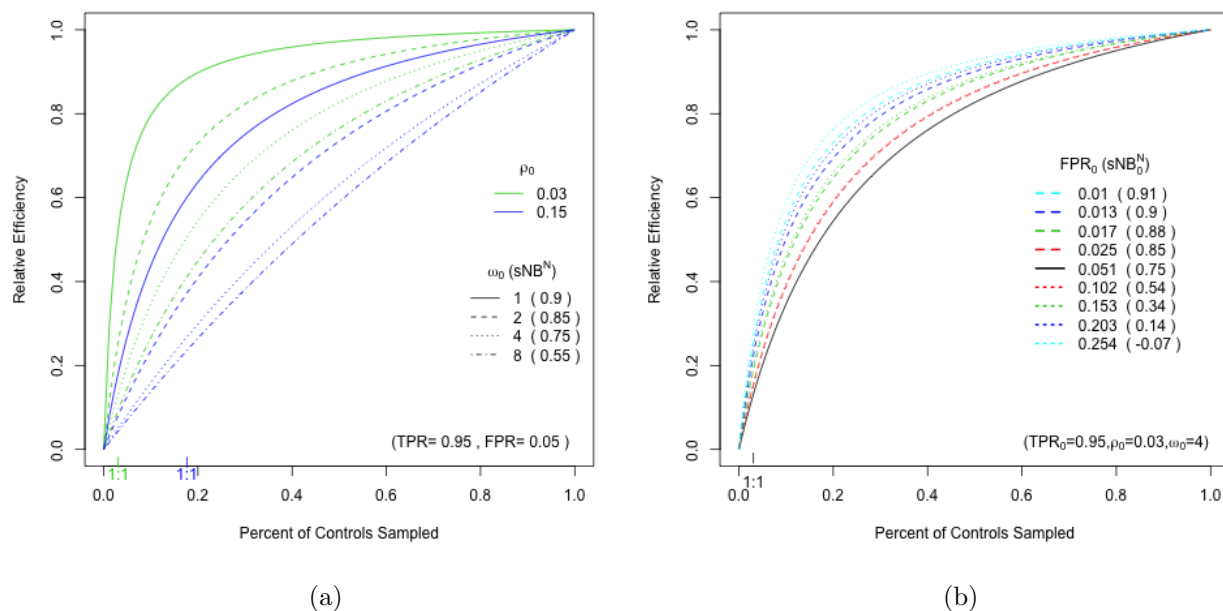 Relative Efficiency
1.0
0.8
0.6
0.4
0.2
0.0
ρ₀
0.03
0.15
ω₀ (sNBᴺ)
1 ( 0.9 )
2 ( 0.85 )
4 ( 0.75 )
8 ( 0.55 )
(TPR= 0.95 , FPR= 0.05 )
1:1
1:1
0.0 0.2 0.4 0.6 0.8 1.0
Percent of Controls Sampled
(a)
Relative Efficiency
1.0
0.8
0.6
0.4
0.2
0.0
FPR₀ (sNB₀ᴺ)
0.01 ( 0.91 )
0.013 ( 0.9 )
0.017 ( 0.88 )
0.025 ( 0.85 )
0.051 ( 0.75 )
0.102 ( 0.54 )
0.153 ( 0.34 )
0.203 ( 0.14 )
0.254 ( -0.07 )
(TPR₀=0.95,ρ₀=0.03,ω₀=4)
1:1
0.0 0.2 0.4 0.6 0.8 1.0
Percent of Controls Sampled
(b)